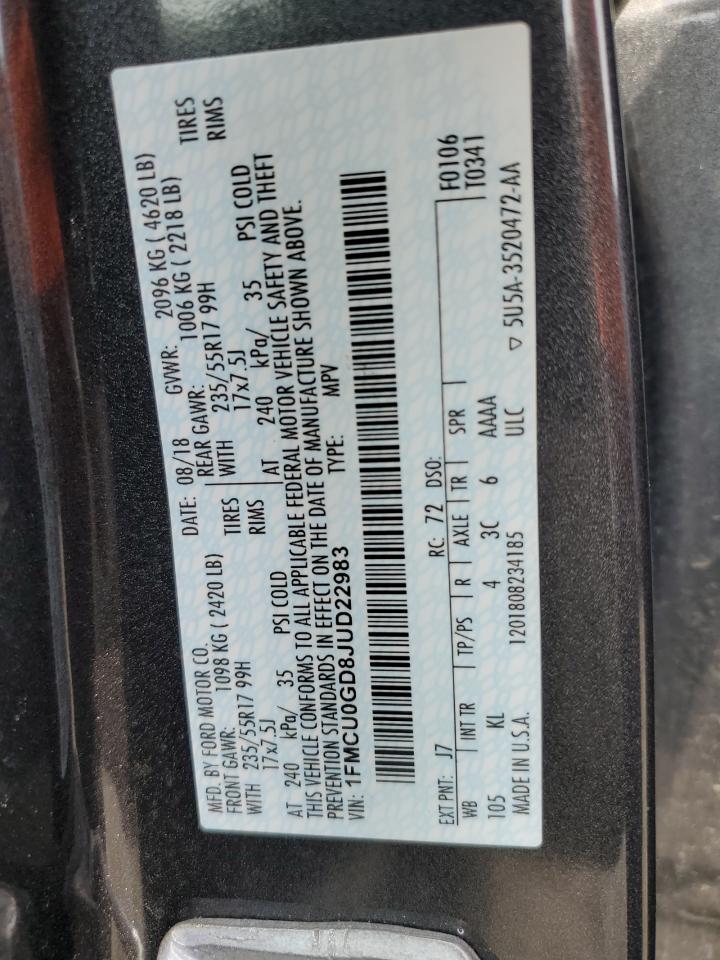 MFD. BY FORD MOTOR CO. DATE: 08/18 GVWR: 2096 KG ( 4620 LB)
FRONT GAWR: 1098 KG ( 2420 LB) REAR GAWR: 1006 KG ( 2218 LB)
WITH 235/55R17 99H TIRES WITH 235/55R17 99H TIRES
17x7.5J RIMS 17x7.5J RIMS
AT 240 kPa/ 35 PSI COLD AT 240 kPa/ 35 PSI COLD
THIS VEHICLE CONFORMS TO ALL APPLICABLE FEDERAL MOTOR VEHICLE SAFETY AND THEFT
PREVENTION STANDARDS IN EFFECT ON THE DATE OF MANUFACTURE SHOWN ABOVE.
VIN: 1FMCU0GD8JUD22983 TYPE: MPV
F0106
EXT PNT: J7 RC: 72 DSO: T0341
WB INT TR TP/PS R AXLE TR SPR
105 KL 4 3C 6 AAAA ▽ 5U5A-3520472-AA
MADE IN U.S.A. 1201808234185 ULC